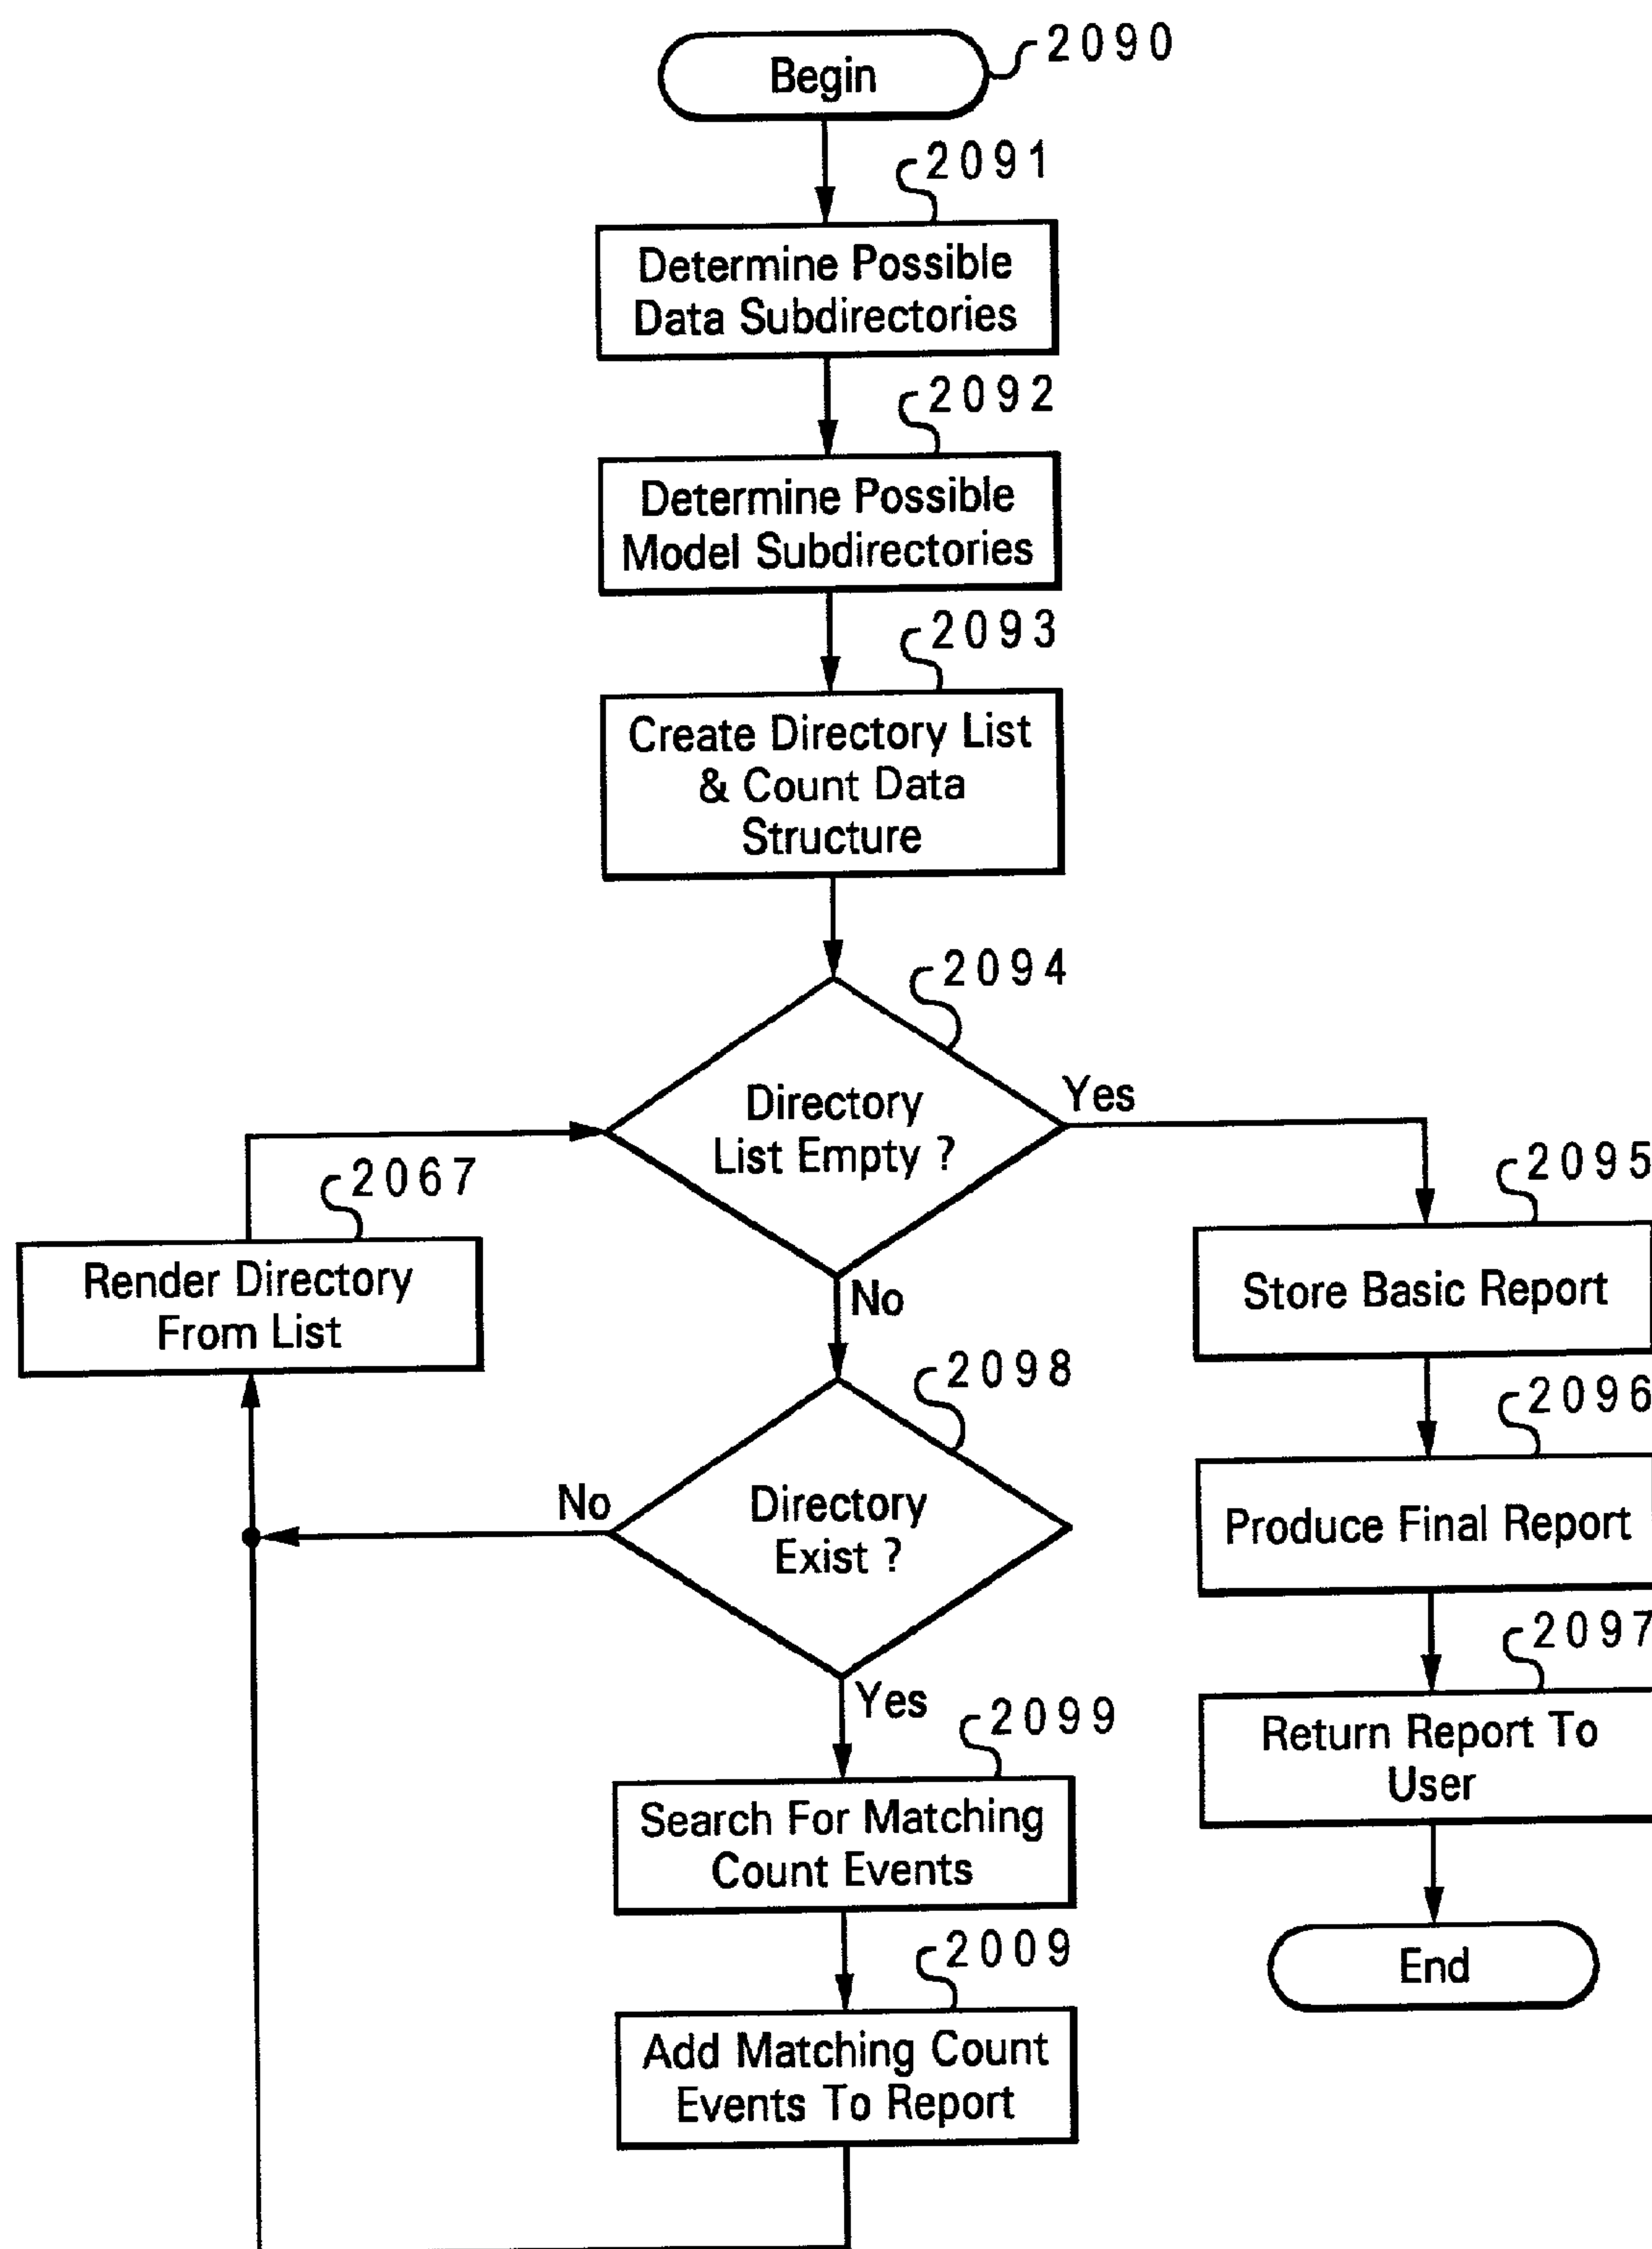 Begin
2090
2091
Determine Possible
Data Subdirectories
2092
Determine Possible
Model Subdirectories
2093
Create Directory List
& Count Data
Structure
2094
Directory
List Empty ?
Yes
No
2067
Render Directory
From List
2095
Store Basic Report
2098
Directory
Exist ?
No
Yes
2096
Produce Final Report
2097
Return Report To
User
End
2099
Search For Matching
Count Events
2009
Add Matching Count
Events To Report